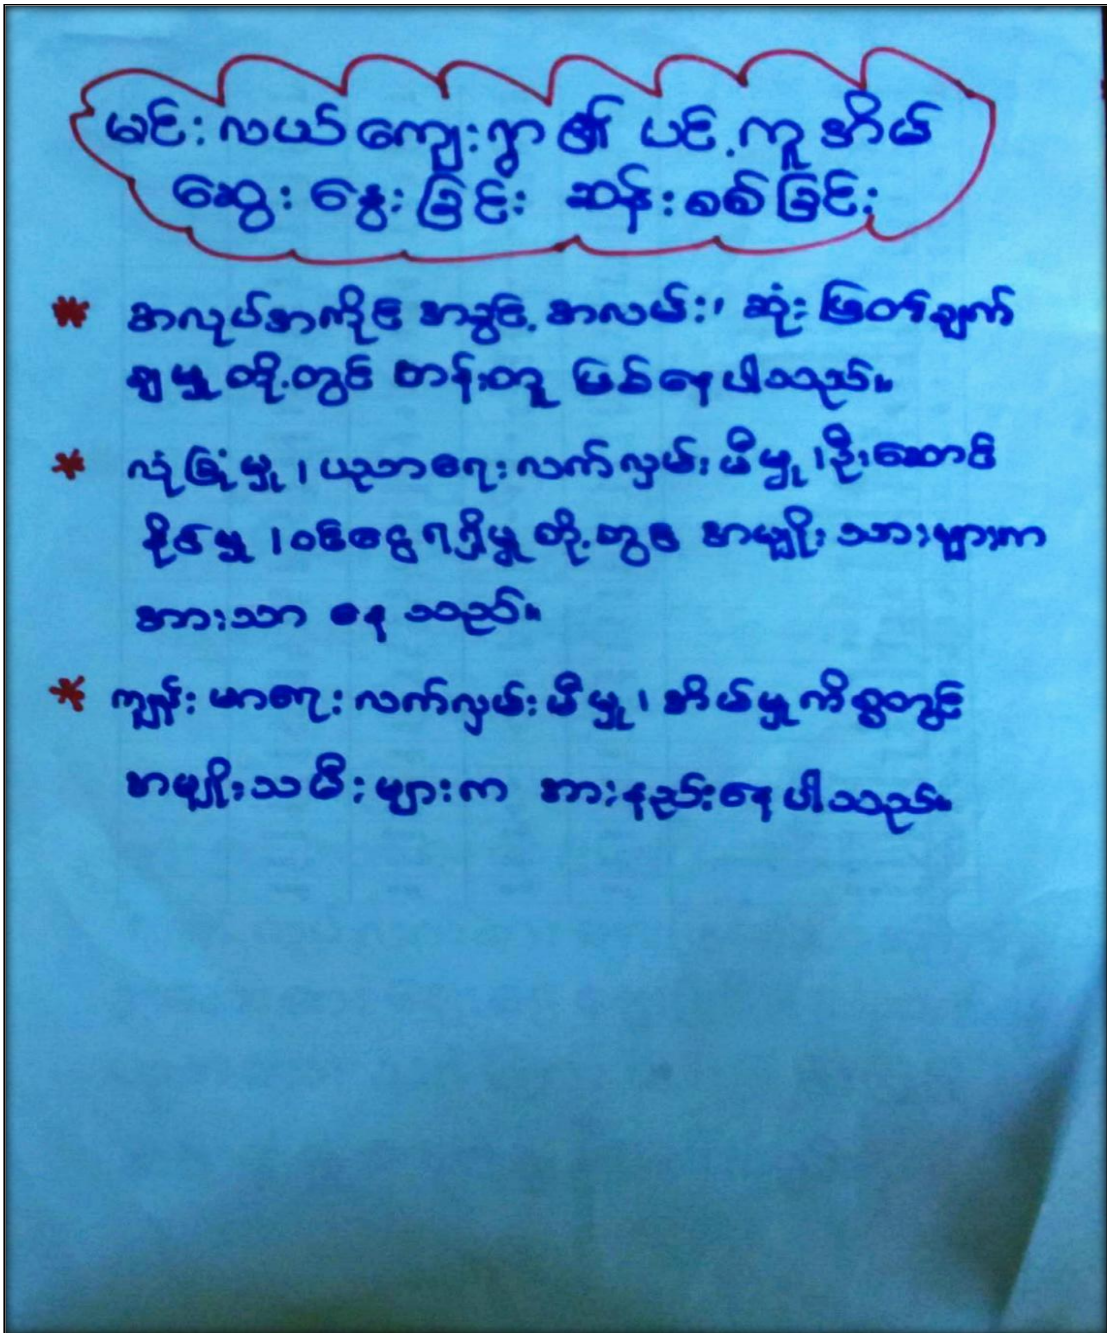 မင်းလယ်ကျေးရွာ၏ ပင့်ကူအိမ်
ဆွေးနွေးခြင်း ဆန်းစစ်ခြင်း
* အလုပ်အကိုင် အခွင့်အလမ်း၊ ဆုံးဖြတ်ချက်
ချမှု တို့တွင် တန်းတူ ဖြစ်နေပါသည်။
* လုံခြုံမှု၊ ပညာရေးလက်လှမ်းမီမှု၊ ဦးဆောင်
နိုင်မှု၊ ဝင်ငွေရရှိမှု တို့တွင် အမျိုးသားများက
အားသာ နေ သည်။
* ကျန်းမာရေး လက်လှမ်းမီမှု၊ အိမ်မှုကိစ္စတွင်
အမျိုးသမီးများက အားနည်းနေပါသည်။